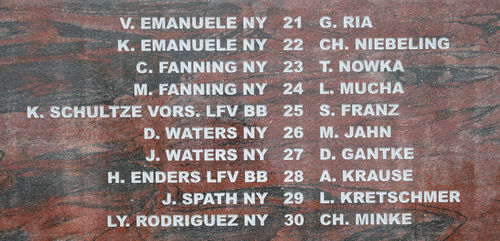 V. EMANUELE NY 21 G. RIA
K. EMANUELE NY 22 CH. NIEBELING
C. FANNING NY 23 T. NOWKA
M. FANNING NY 24 L. MUCHA
K. SCHULTZE VORS. LFV BB 25 S. FRANZ
D. WATERS NY 26 M. JAHN
J. WATERS NY 27 D. GANTKE
H. ENDERS LFV BB 28 A. KRAUSE
J. SPATH NY 29 L. KRETSCHMER
LY. RODRIGUEZ NY 30 CH. MINKE